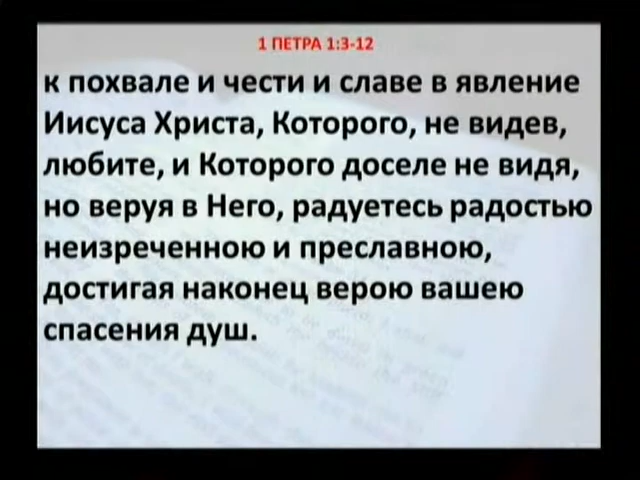 1 ПЕТРА 1:3-12
к похвале и чести и славе в явление
Иисуса Христа, Которого, не видев,
любите, и Которого доселе не видя,
но веруя в Него, радуетесь радостью
неизреченною и преславною,
достигая наконец верою вашею
спасения душ.